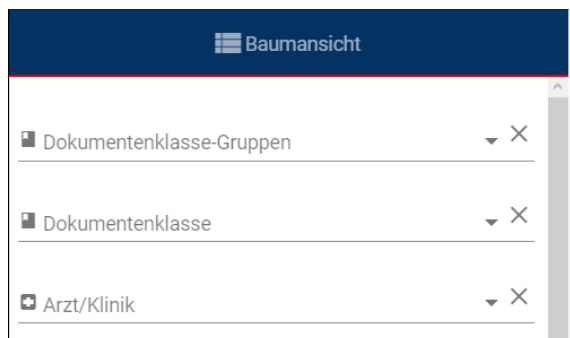 Baumansicht
Dokumentenklasse-Gruppen
Dokumentenklasse
Arzt/Klinik